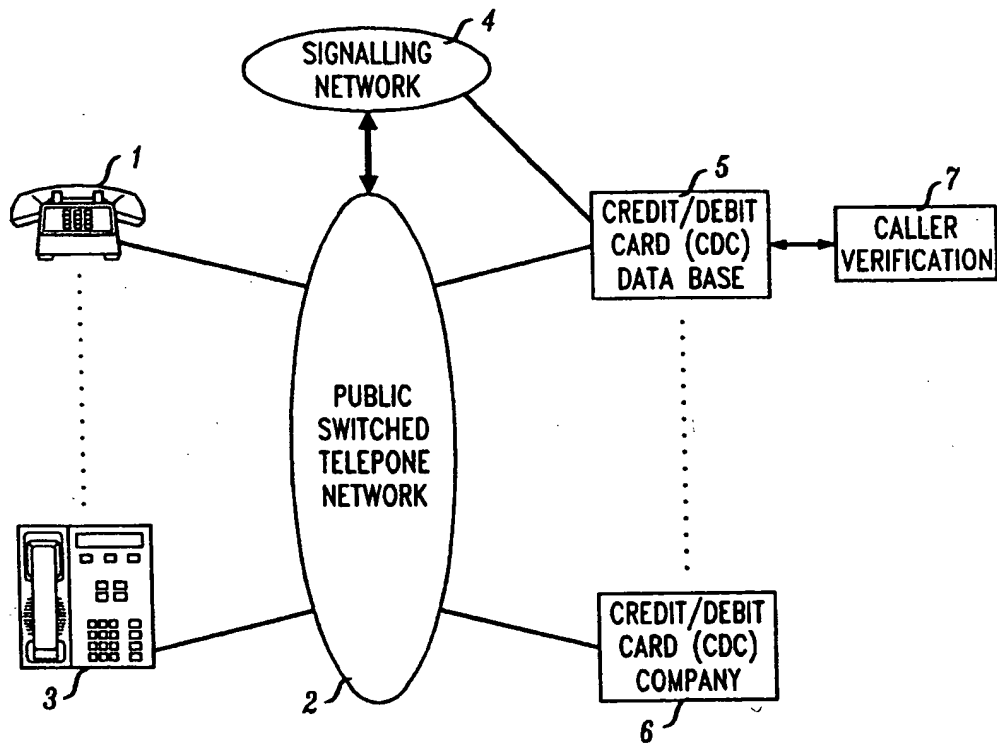 4
SIGNALLING
NETWORK
1
5
CREDIT/DEBIT
CARD (CDC)
DATA BASE
7
CALLER
VERIFICATION
PUBLIC
SWITCHED
TELEPONE
NETWORK
3
2
CREDIT/DEBIT
CARD (CDC)
COMPANY
6